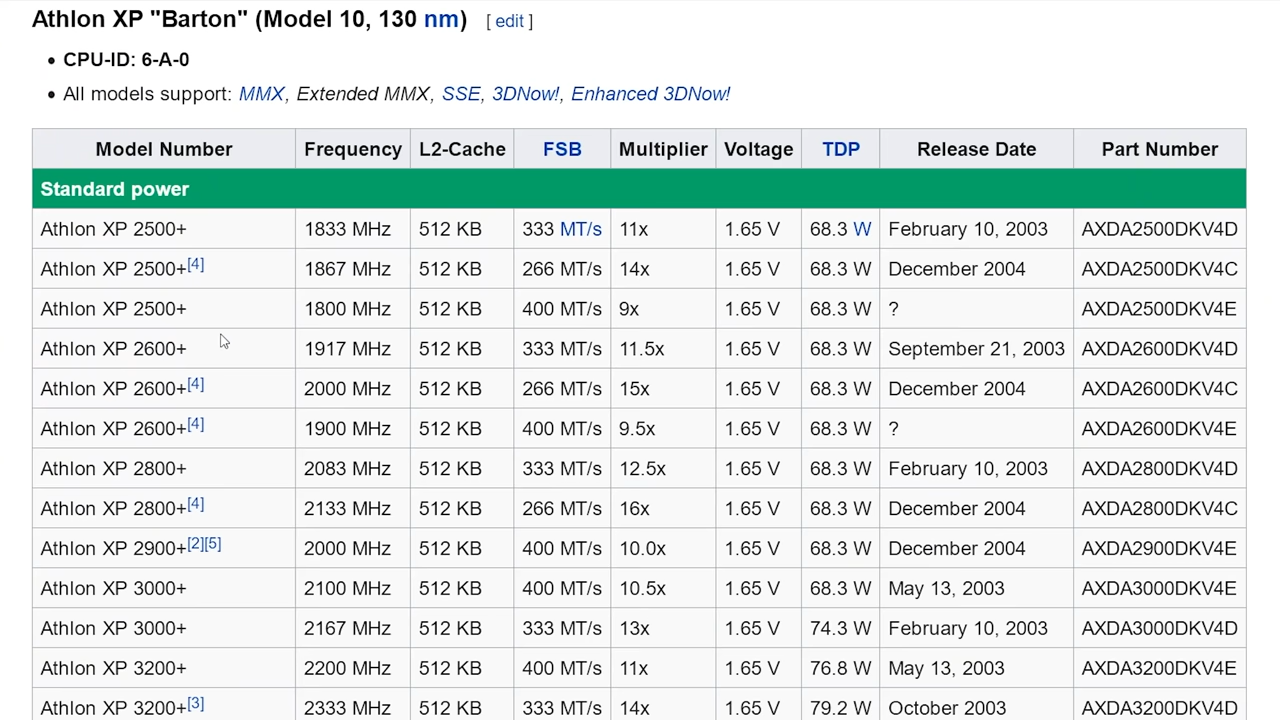 Athlon XP "Barton" (Model 10, 130 nm) [ edit ]
• CPU-ID: 6-A-0
• All models support: MMX, Extended MMX, SSE, 3DNow!, Enhanced 3DNow!
Model Number Frequency L2-Cache FSB Multiplier Voltage TDP Release Date Part Number
Standard power
Athlon XP 2500+ 1833 MHz 512 KB 333 MT/s 11x 1.65 V 68.3 W February 10, 2003 AXDA2500DKV4D
Athlon XP 2500+[4] 1867 MHz 512 KB 266 MT/s 14x 1.65 V 68.3 W December 2004 AXDA2500DKV4C
Athlon XP 2500+ 1800 MHz 512 KB 400 MT/s 9x 1.65 V 68.3 W ? AXDA2500DKV4E
Athlon XP 2600+ 1917 MHz 512 KB 333 MT/s 11.5x 1.65 V 68.3 W September 21, 2003 AXDA2600DKV4D
Athlon XP 2600+[4] 2000 MHz 512 KB 266 MT/s 15x 1.65 V 68.3 W December 2004 AXDA2600DKV4C
Athlon XP 2600+[4] 1900 MHz 512 KB 400 MT/s 9.5x 1.65 V 68.3 W ? AXDA2600DKV4E
Athlon XP 2800+ 2083 MHz 512 KB 333 MT/s 12.5x 1.65 V 68.3 W February 10, 2003 AXDA2800DKV4D
Athlon XP 2800+[4] 2133 MHz 512 KB 266 MT/s 16x 1.65 V 68.3 W December 2004 AXDA2800DKV4C
Athlon XP 2900+[2][5] 2000 MHz 512 KB 400 MT/s 10.0x 1.65 V 68.3 W December 2004 AXDA2900DKV4E
Athlon XP 3000+ 2100 MHz 512 KB 400 MT/s 10.5x 1.65 V 68.3 W May 13, 2003 AXDA3000DKV4E
Athlon XP 3000+ 2167 MHz 512 KB 333 MT/s 13x 1.65 V 74.3 W February 10, 2003 AXDA3000DKV4D
Athlon XP 3200+ 2200 MHz 512 KB 400 MT/s 11x 1.65 V 76.8 W May 13, 2003 AXDA3200DKV4E
Athlon XP 3200+[3] 2333 MHz 512 KB 333 MT/s 14x 1.65 V 79.2 W October 2003 AXDA3200DKV4D